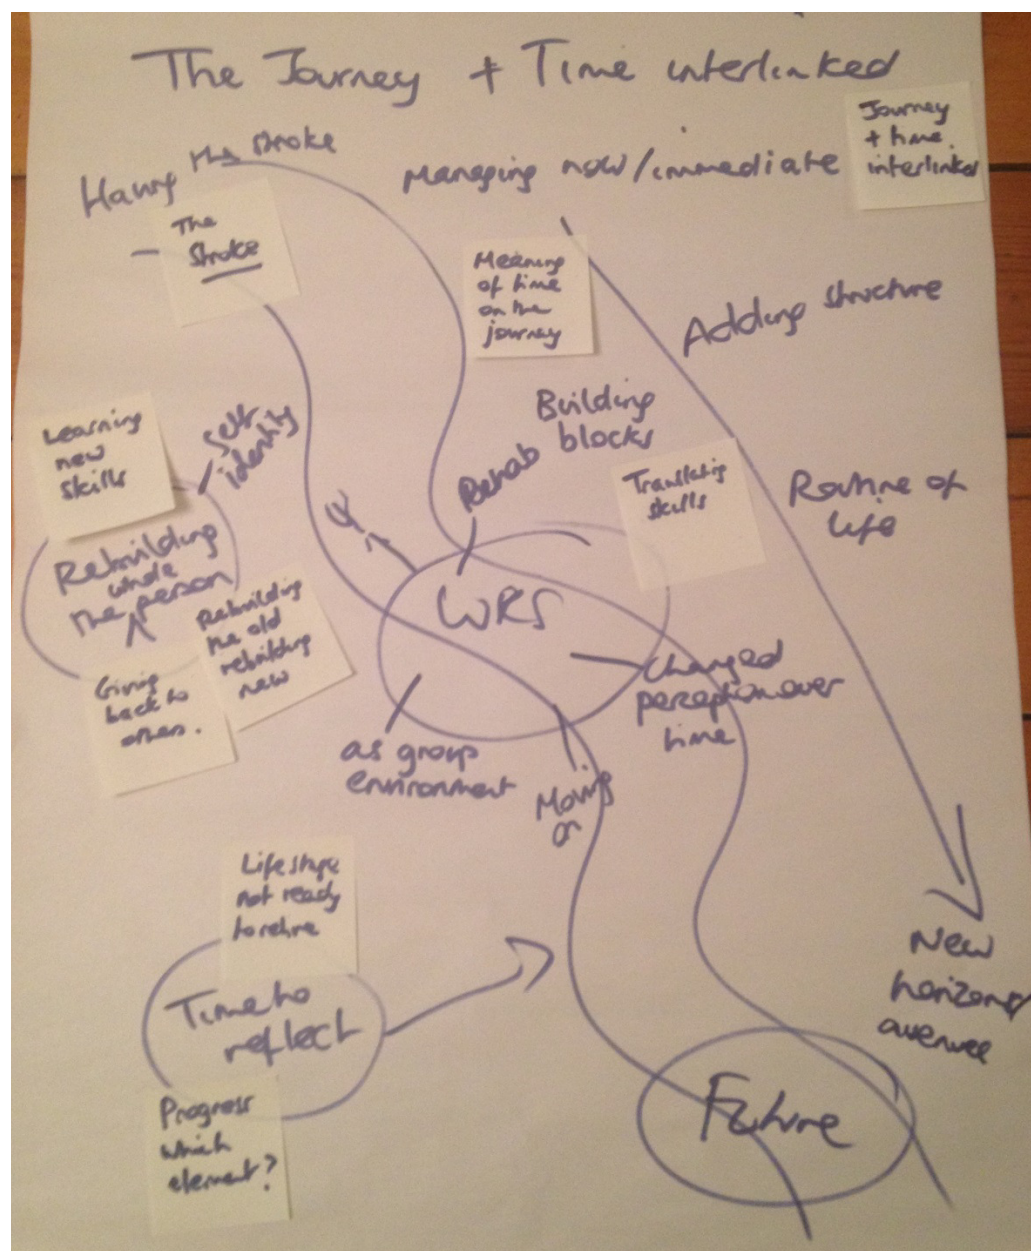 The Journey + Time interlinked
Journey
+ time
interlinked
Having the stroke
The
Stroke
Managing now/immediate
Meaning
of time
on the
journey
Adding structure
Building
blocks
Routine of
life
Translating
skills
Learning
new
skills
Self
identity
Rebuilding
whole
the person
Rebuilding
the old
rebuilding
new
Giving
back to
others.
Rehab
WRS
Changed
perception over
time
as group
environment
Moving
on
Life stage
not ready
to retire
Time to
reflect
Progress
which
element?
New
horizons/
avenues
Future